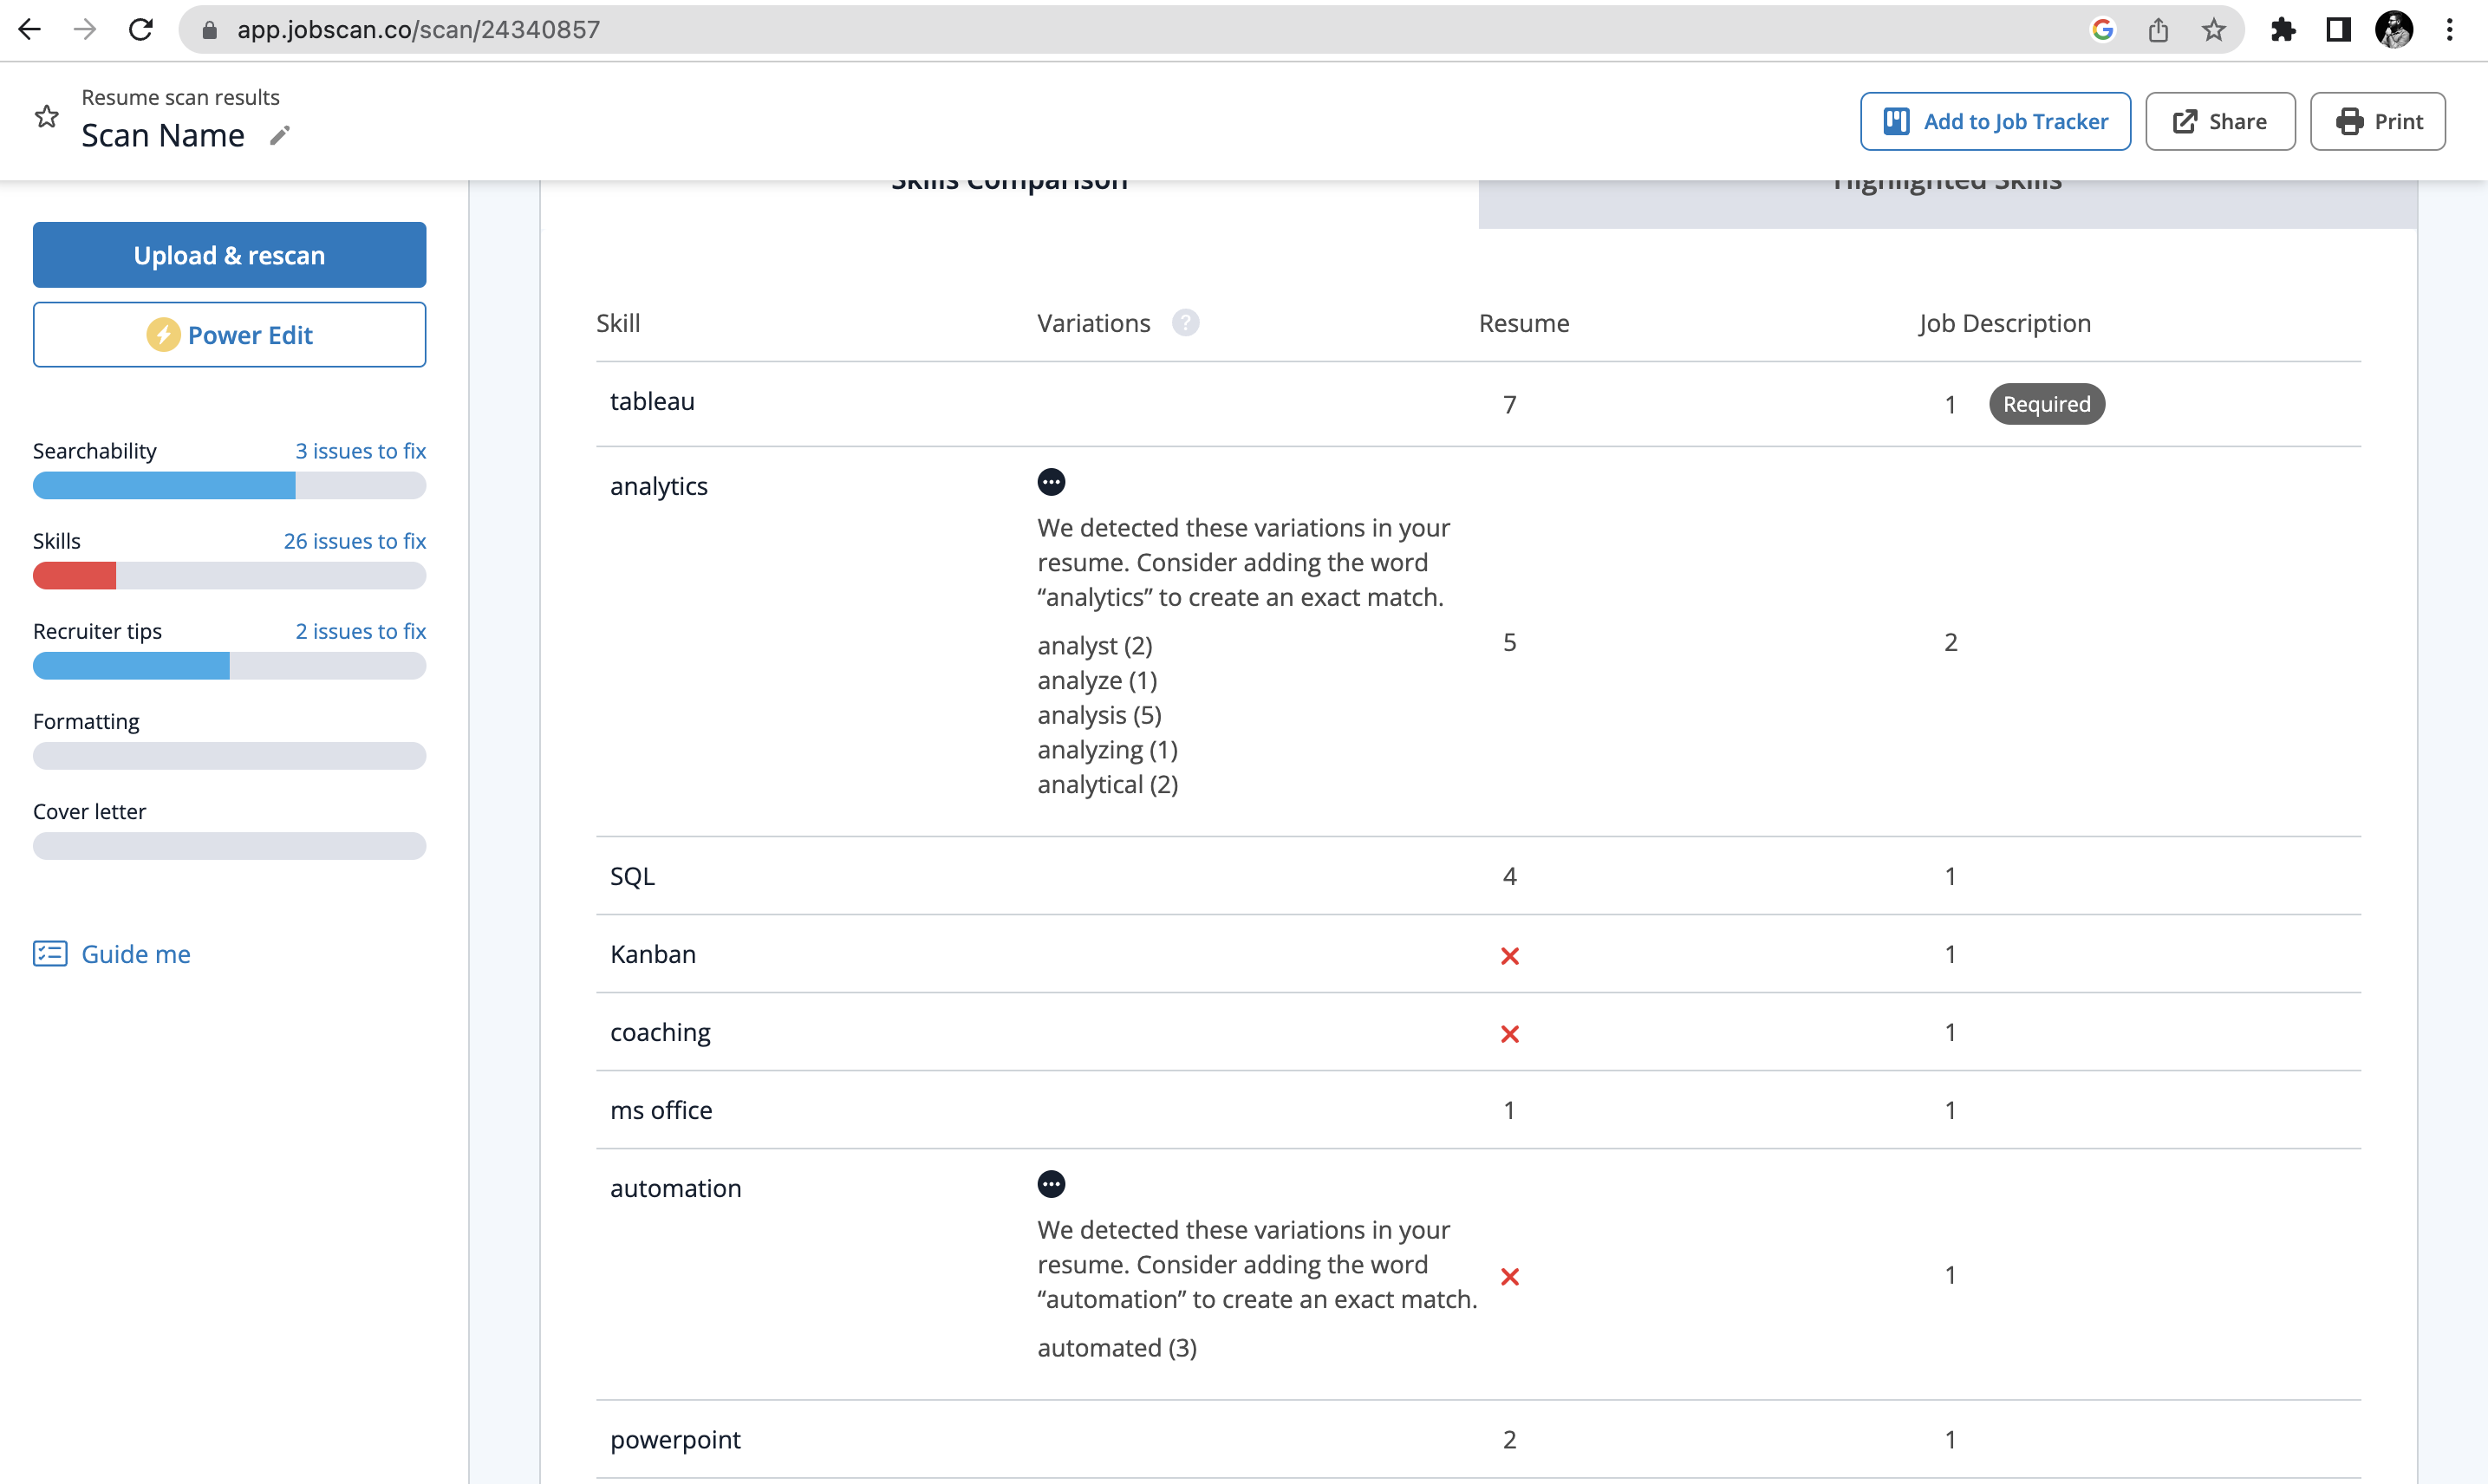 app.jobscan.co/scan/24340857
Resume scan results
Scan Name
Add to Job Tracker
Share
Print
Skills Comparison
Highlighted Skills
Upload & rescan
Power Edit
Searchability 3 issues to fix
Skills 26 issues to fix
Recruiter tips 2 issues to fix
Formatting
Cover letter
Guide me
Skill Variations ? Resume Job Description
tableau 7 1 Required
analytics
We detected these variations in your
resume. Consider adding the word
“analytics” to create an exact match.
analyst (2)
analyze (1)
analysis (5)
analyzing (1)
analytical (2)
5 2
SQL 4 1
Kanban 1
coaching 1
ms office 1 1
automation
We detected these variations in your
resume. Consider adding the word
“automation” to create an exact match.
automated (3)
1
powerpoint 2 1